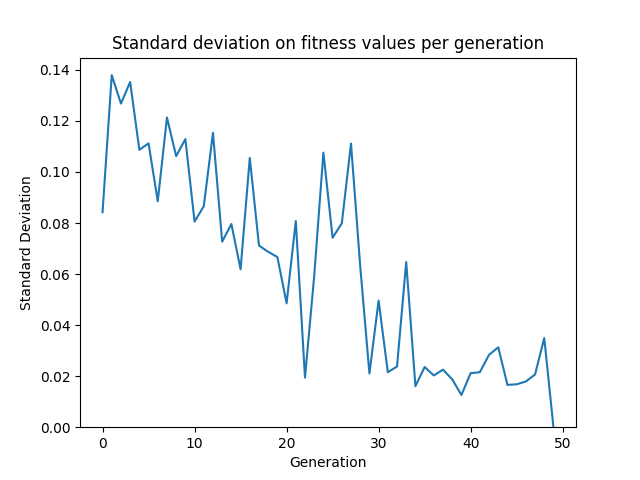 Standard deviation on fitness values per generation
0.14
0.12
0.10
0.08
0.06
0.04
0.02
0.00
Standard Deviation
0 10 20 30 40 50
Generation